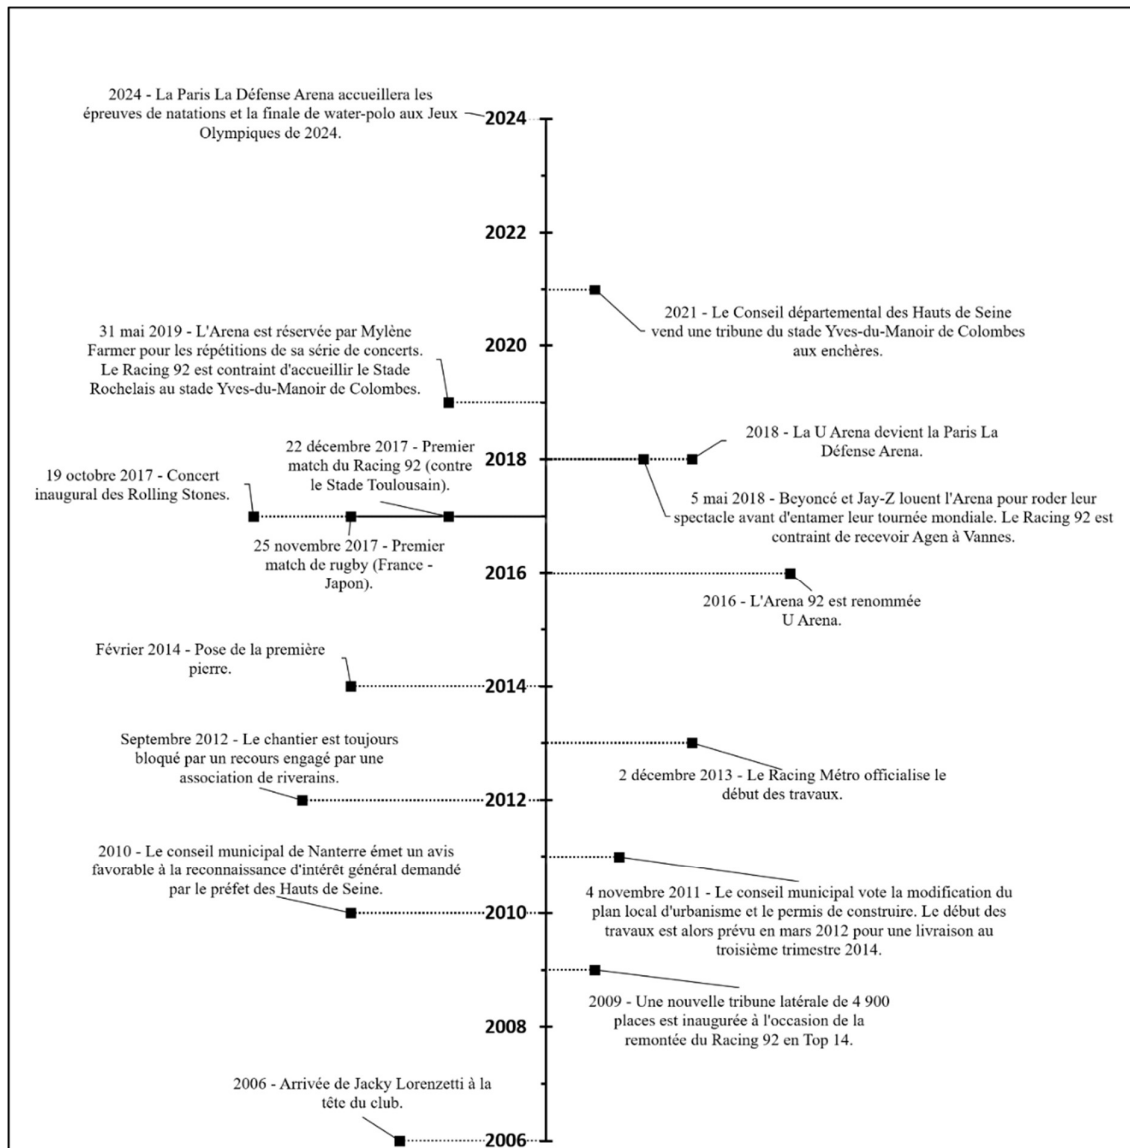 2024 - La Paris La Défense Arena accueillera les
épreuves de natations et la finale de water-polo aux Jeux
Olympiques de 2024.
2024
2022
2021 - Le Conseil départemental des Hauts de Seine
vend une tribune du stade Yves-du-Manoir de Colombes
aux enchères.
31 mai 2019 - L'Arena est réservée par Mylène
Farmer pour les répétitions de sa série de concerts.
Le Racing 92 est contraint d'accueillir le Stade
Rochelais au stade Yves-du-Manoir de Colombes.
2020
2018 - La U Arena devient la Paris La
Défense Arena.
22 décembre 2017 - Premier
match du Racing 92 (contre
le Stade Toulousain).
2018
19 octobre 2017 - Concert
inaugural des Rolling Stones.
5 mai 2018 - Beyoncé et Jay-Z louent l'Arena pour roder leur
spectacle avant d'entamer leur tournée mondiale. Le Racing 92 est
contraint de recevoir Agen à Vannes.
25 novembre 2017 - Premier
match de rugby (France -
Japon).
2016
2016 - L'Arena 92 est renommée
U Arena.
Février 2014 - Pose de la première
pierre.
2014
Septembre 2012 - Le chantier est toujours
bloqué par un recours engagé par une
association de riverains.
2 décembre 2013 - Le Racing Métro officialise le
début des travaux.
2012
2010 - Le conseil municipal de Nanterre émet un avis
favorable à la reconnaissance d'intérêt général demandé
par le préfet des Hauts de Seine.
4 novembre 2011 - Le conseil municipal vote la modification du
plan local d'urbanisme et le permis de construire. Le début des
travaux est alors prévu en mars 2012 pour une livraison au
troisième trimestre 2014.
2010
2009 - Une nouvelle tribune latérale de 4 900
places est inaugurée à l'occasion de la
remontée du Racing 92 en Top 14.
2008
2006 - Arrivée de Jacky Lorenzetti à la
tête du club.
2006